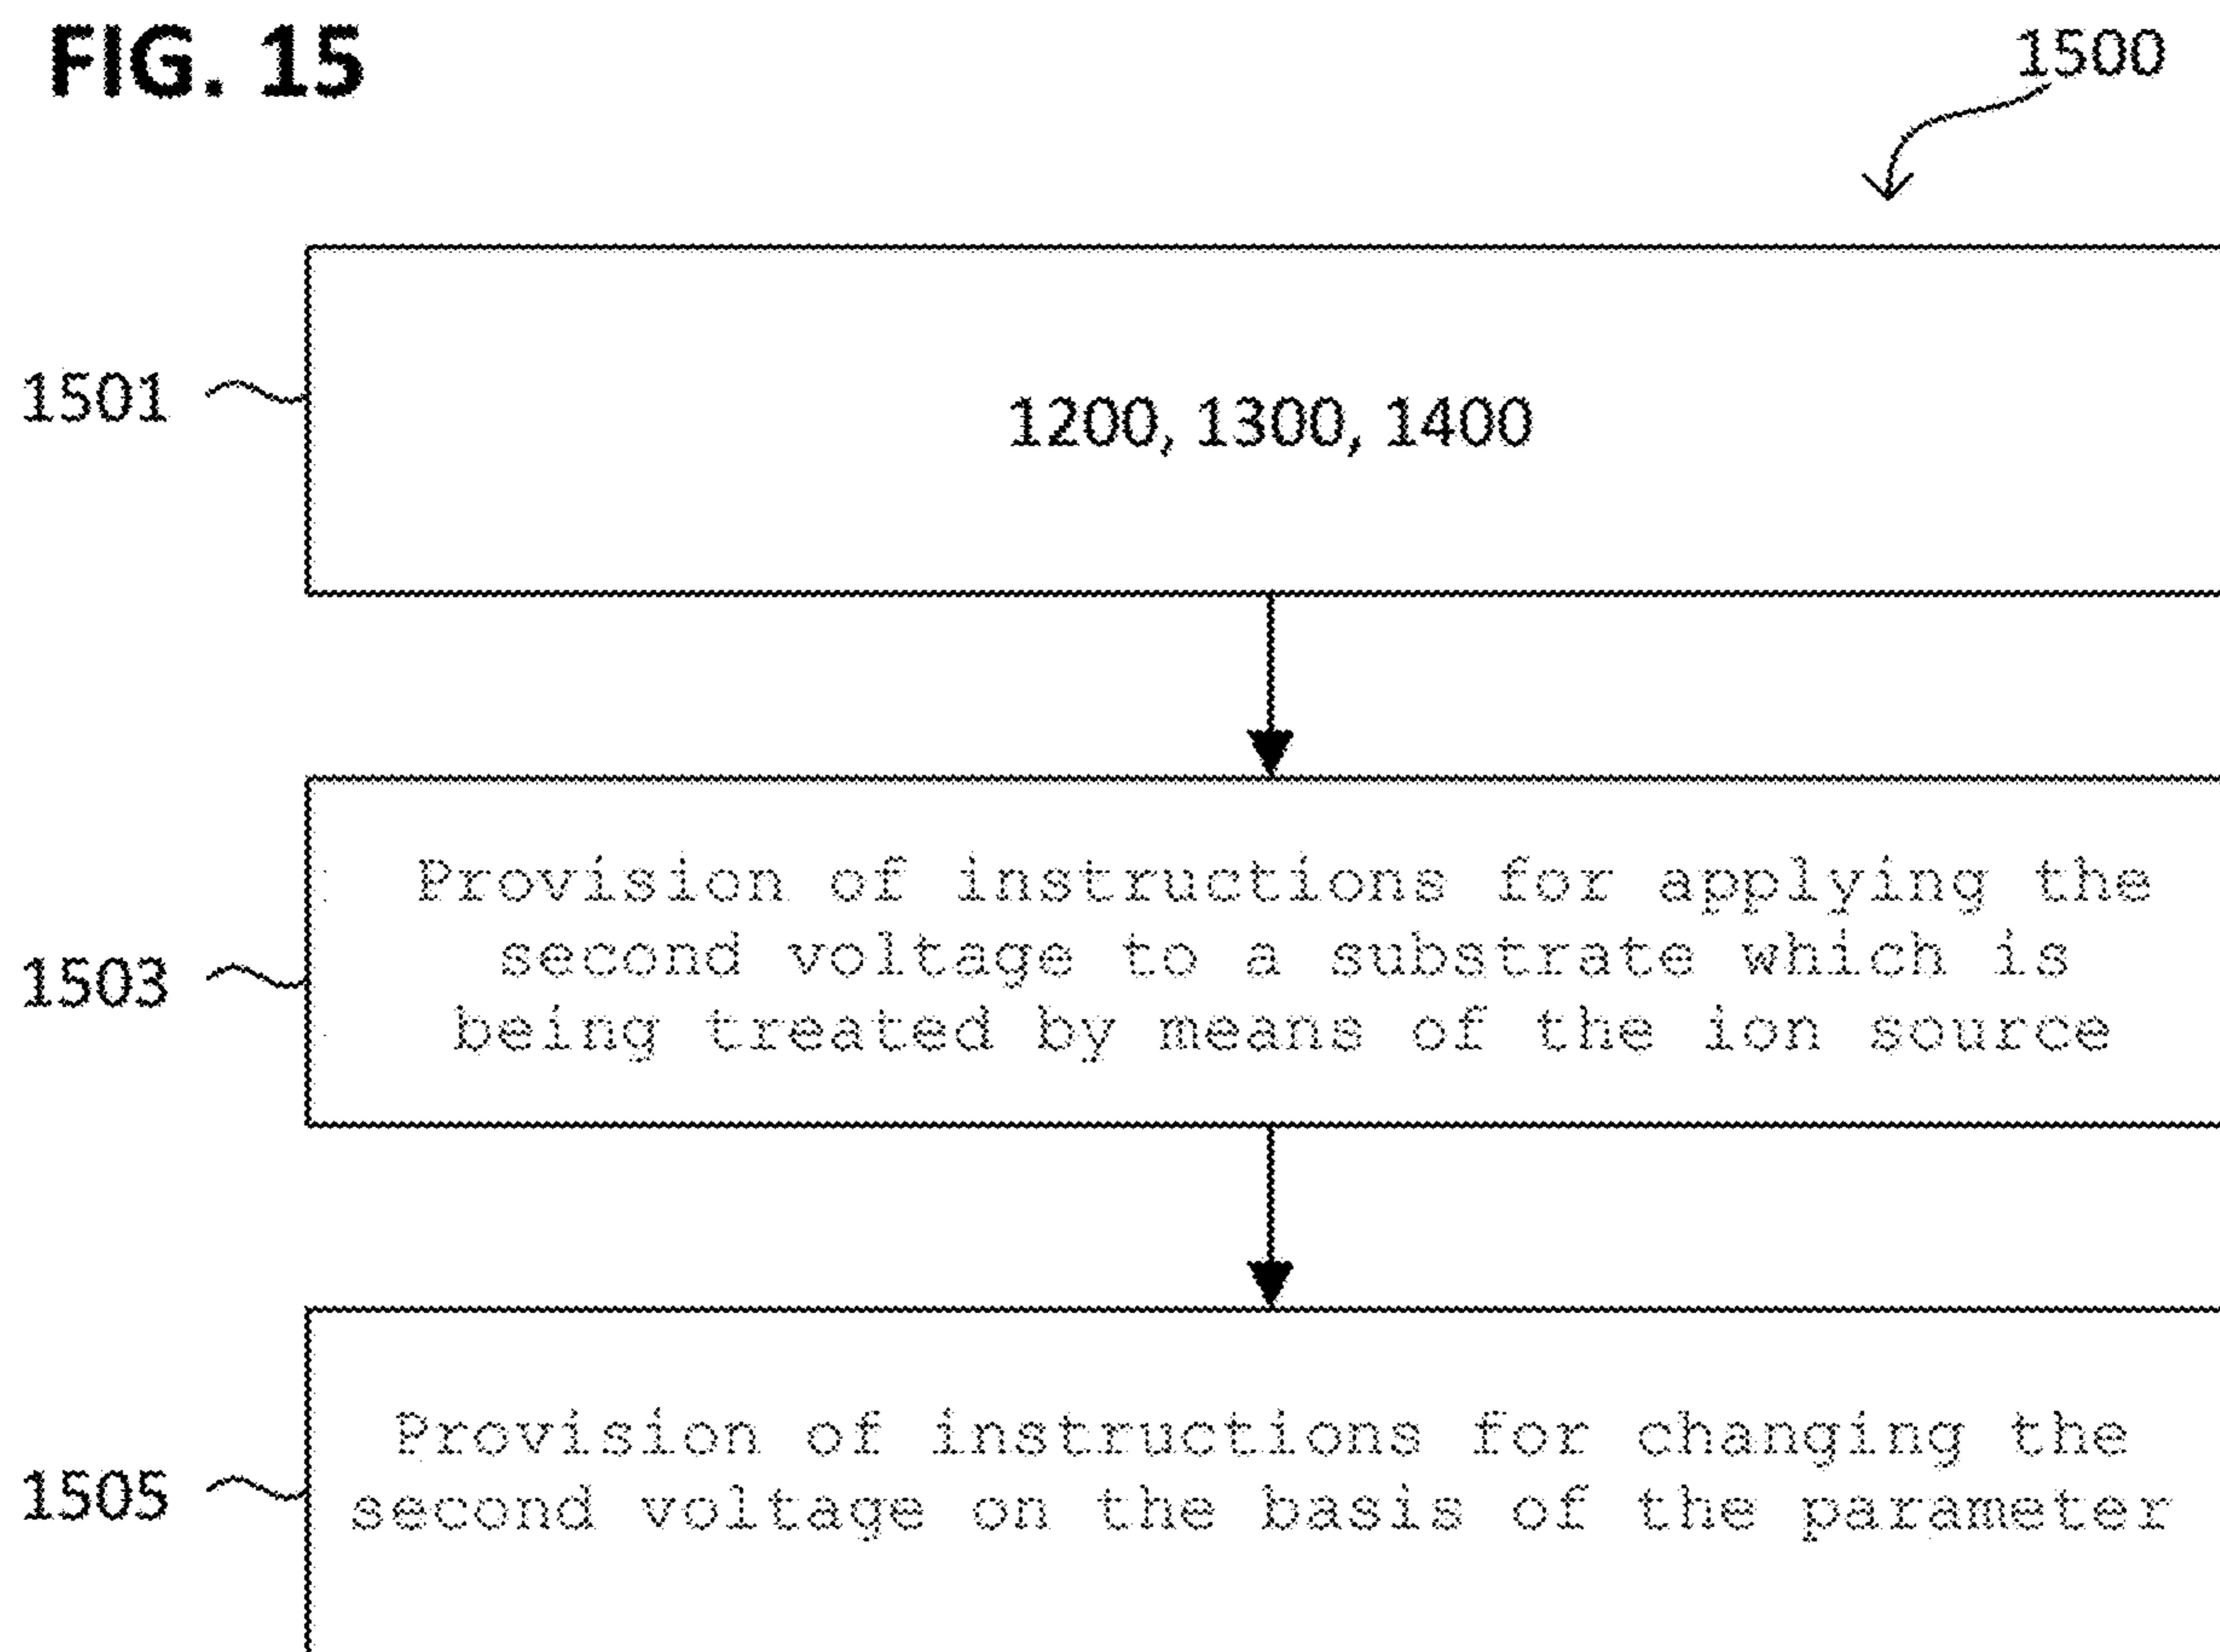 FIG. 15
1500
1501
1200, 1300, 1400
1503
Provision of instructions for applying the
second voltage to a substrate which is
being treated by means of the ion source
1505
Provision of instructions for changing the
second voltage on the basis of the parameter